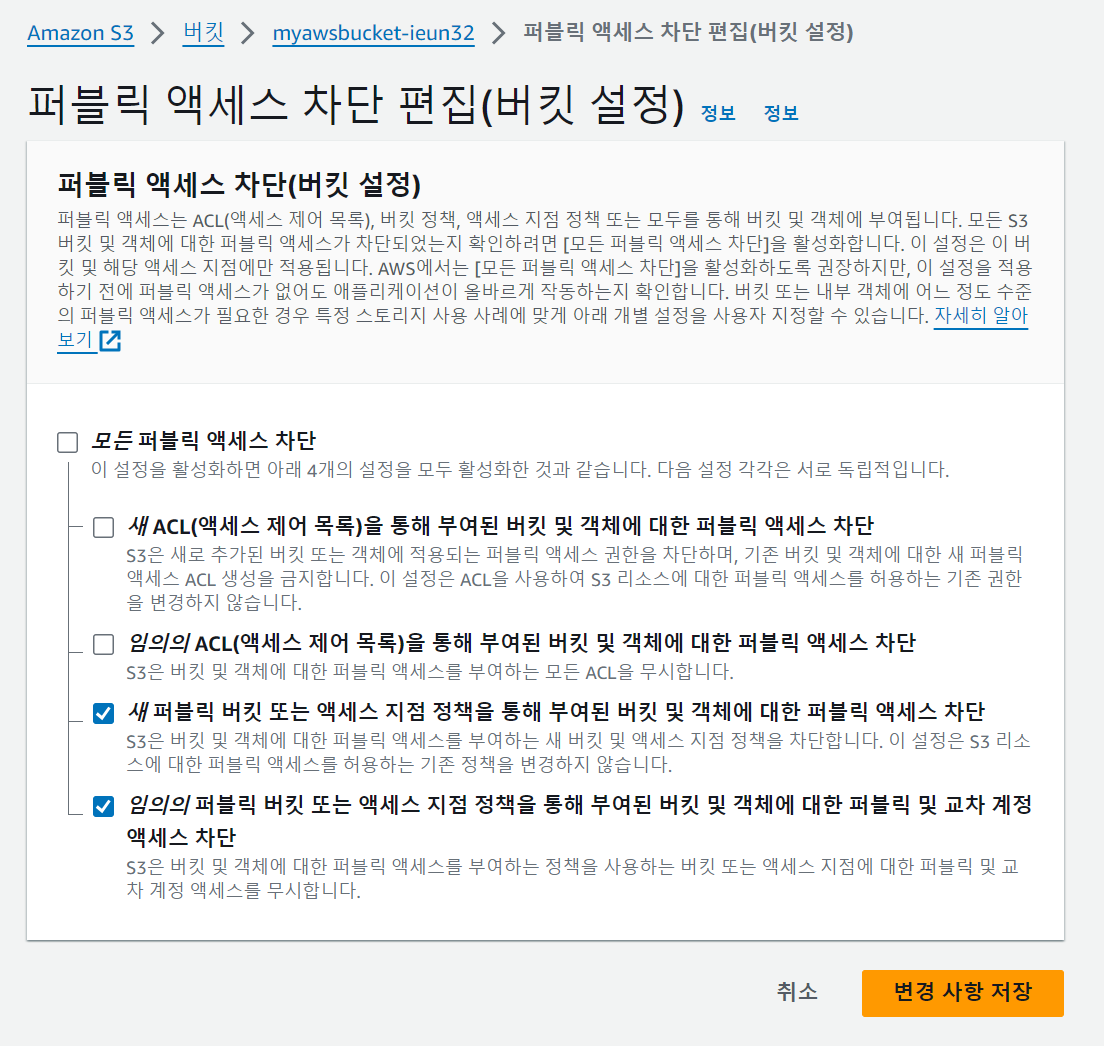 Amazon S3 > 버킷 > myawsbucket-ieun32 > 퍼블릭 액세스 차단 편집(버킷 설정)
퍼블릭 액세스 차단 편집(버킷 설정) 정보 정보
퍼블릭 액세스 차단(버킷 설정)
퍼블릭 액세스는 ACL(액세스 제어 목록), 버킷 정책, 액세스 지점 정책 또는 모두를 통해 버킷 및 객체에 부여됩니다. 모든 S3
버킷 및 객체에 대한 퍼블릭 액세스가 차단되었는지 확인하려면 [모든 퍼블릭 액세스 차단]을 활성화합니다. 이 설정은 이 버
킷 및 해당 액세스 지점에만 적용됩니다. AWS에서는 [모든 퍼블릭 액세스 차단]을 활성화하도록 권장하지만, 이 설정을 적용
하기 전에 퍼블릭 액세스가 없어도 애플리케이션이 올바르게 작동하는지 확인합니다. 버킷 또는 내부 객체에 어느 정도 수준
의 퍼블릭 액세스가 필요한 경우 특정 스토리지 사용 사례에 맞게 아래 개별 설정을 사용자 지정할 수 있습니다. 자세히 알아
보기
모든 퍼블릭 액세스 차단
이 설정을 활성화하면 아래 4개의 설정을 모두 활성화한 것과 같습니다. 다음 설정 각각은 서로 독립적입니다.
새 ACL(액세스 제어 목록)을 통해 부여된 버킷 및 객체에 대한 퍼블릭 액세스 차단
S3은 새로 추가된 버킷 또는 객체에 적용되는 퍼블릭 액세스 권한을 차단하며, 기존 버킷 및 객체에 대한 새 퍼블릭
액세스 ACL 생성을 금지합니다. 이 설정은 ACL을 사용하여 S3 리소스에 대한 퍼블릭 액세스를 허용하는 기존 권한
을 변경하지 않습니다.
임의의 ACL(액세스 제어 목록)을 통해 부여된 버킷 및 객체에 대한 퍼블릭 액세스 차단
S3은 버킷 및 객체에 대한 퍼블릭 액세스를 부여하는 모든 ACL을 무시합니다.
새 퍼블릭 버킷 또는 액세스 지점 정책을 통해 부여된 버킷 및 객체에 대한 퍼블릭 액세스 차단
S3은 버킷 및 객체에 대한 퍼블릭 액세스를 부여하는 새 버킷 및 액세스 지점 정책을 차단합니다. 이 설정은 S3 리소
스에 대한 퍼블릭 액세스를 허용하는 기존 정책을 변경하지 않습니다.
임의의 퍼블릭 버킷 또는 액세스 지점 정책을 통해 부여된 버킷 및 객체에 대한 퍼블릭 및 교차 계정
액세스 차단
S3은 버킷 및 객체에 대한 퍼블릭 액세스를 부여하는 정책을 사용하는 버킷 또는 액세스 지점에 대한 퍼블릭 및 교
차 계정 액세스를 무시합니다.
취소 변경 사항 저장